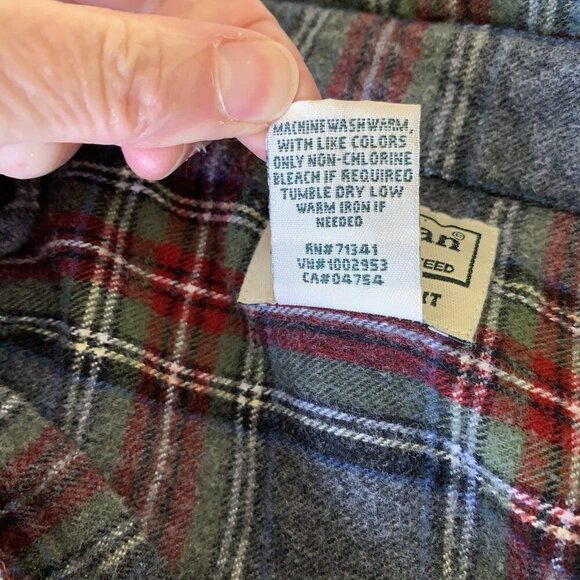 MACHINE WASH WARM,
WITH LIKE COLORS
ONLY NON-CHLORINE
BLEACH IF REQUIRED
TUMBLE DRY LOW
WARM IRON IF
NEEDED
RN# 71341
VN# 1002953
CA# 04754